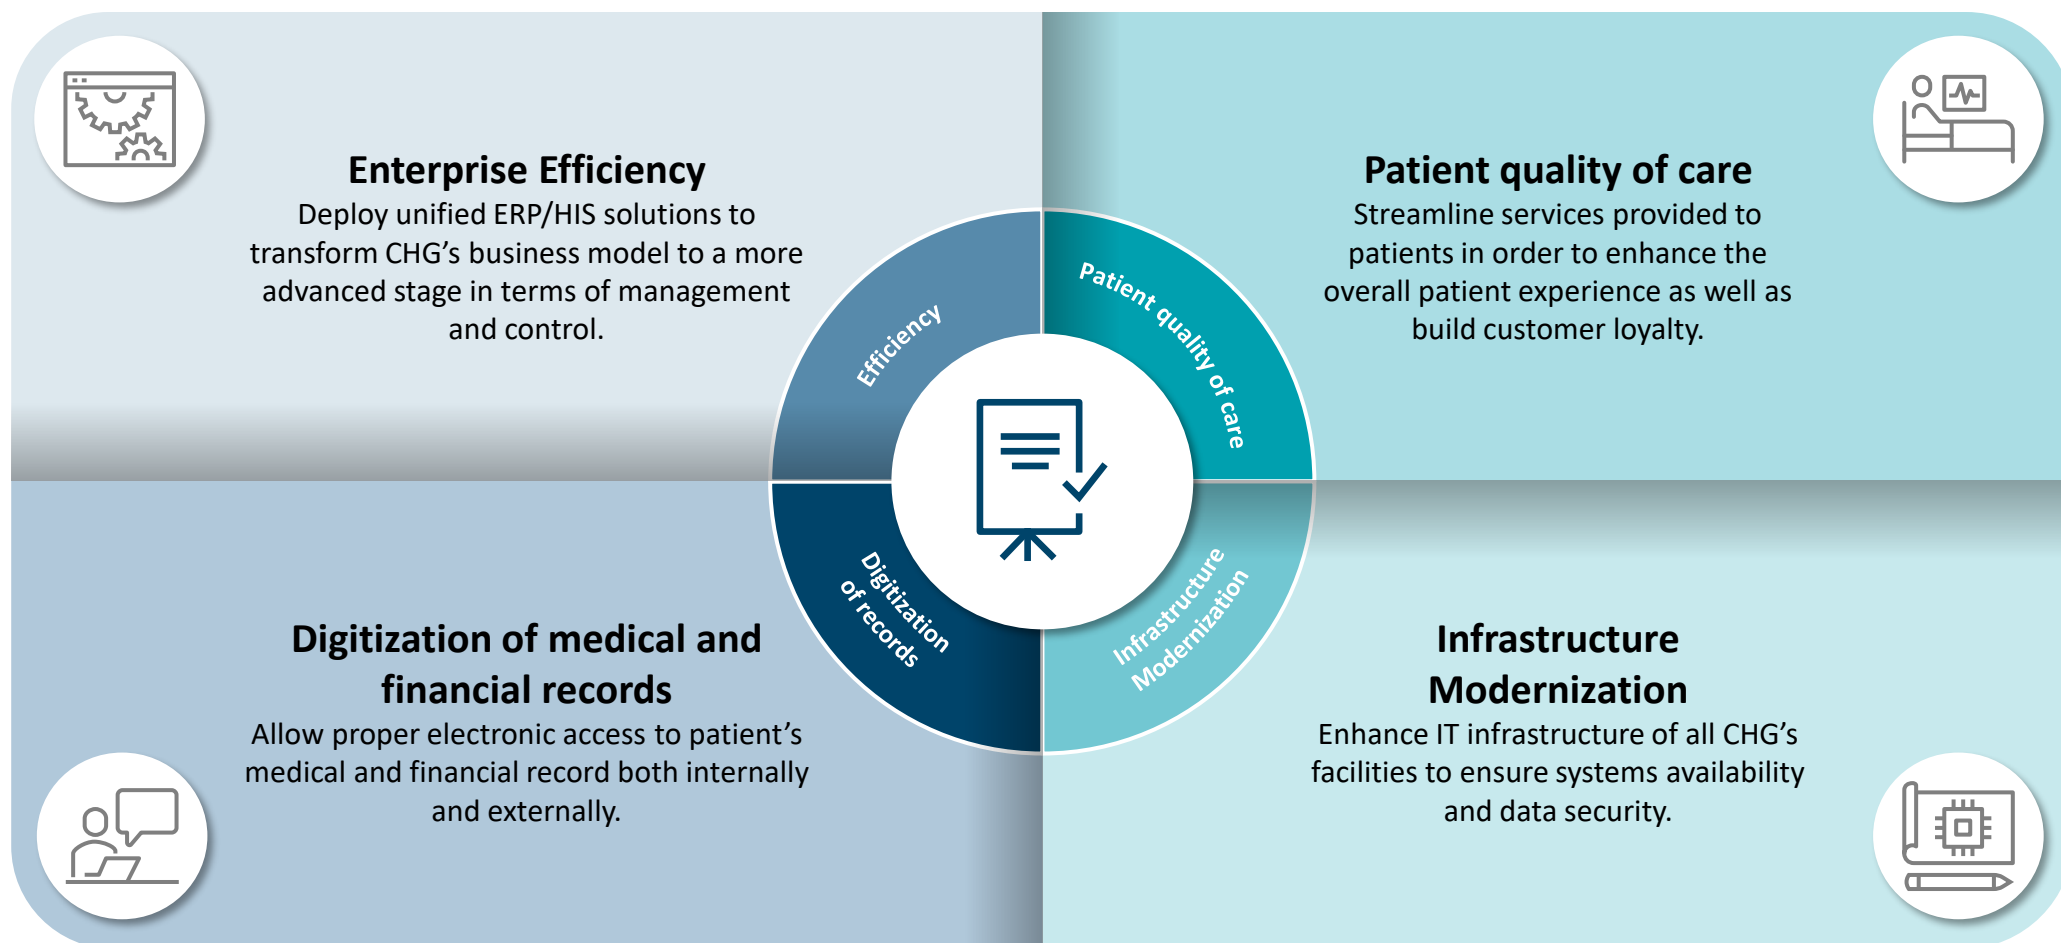 Enterprise Efficiency
Deploy unified ERP/HIS solutions to
transform CHG's business model to a more
advanced stage in terms of management
and control.
Patient quality of care
Streamline services provided to
patients in order to enhance the
overall patient experience as well as
build customer loyalty.
Efficiency
Patient quality of care
Digitization
of records
Infrastructure
Modernization
Digitization of medical and
financial records
Allow proper electronic access to patient's
medical and financial record both internally
and externally.
Infrastructure
Modernization
Enhance IT infrastructure of all CHG's
facilities to ensure systems availability
and data security.